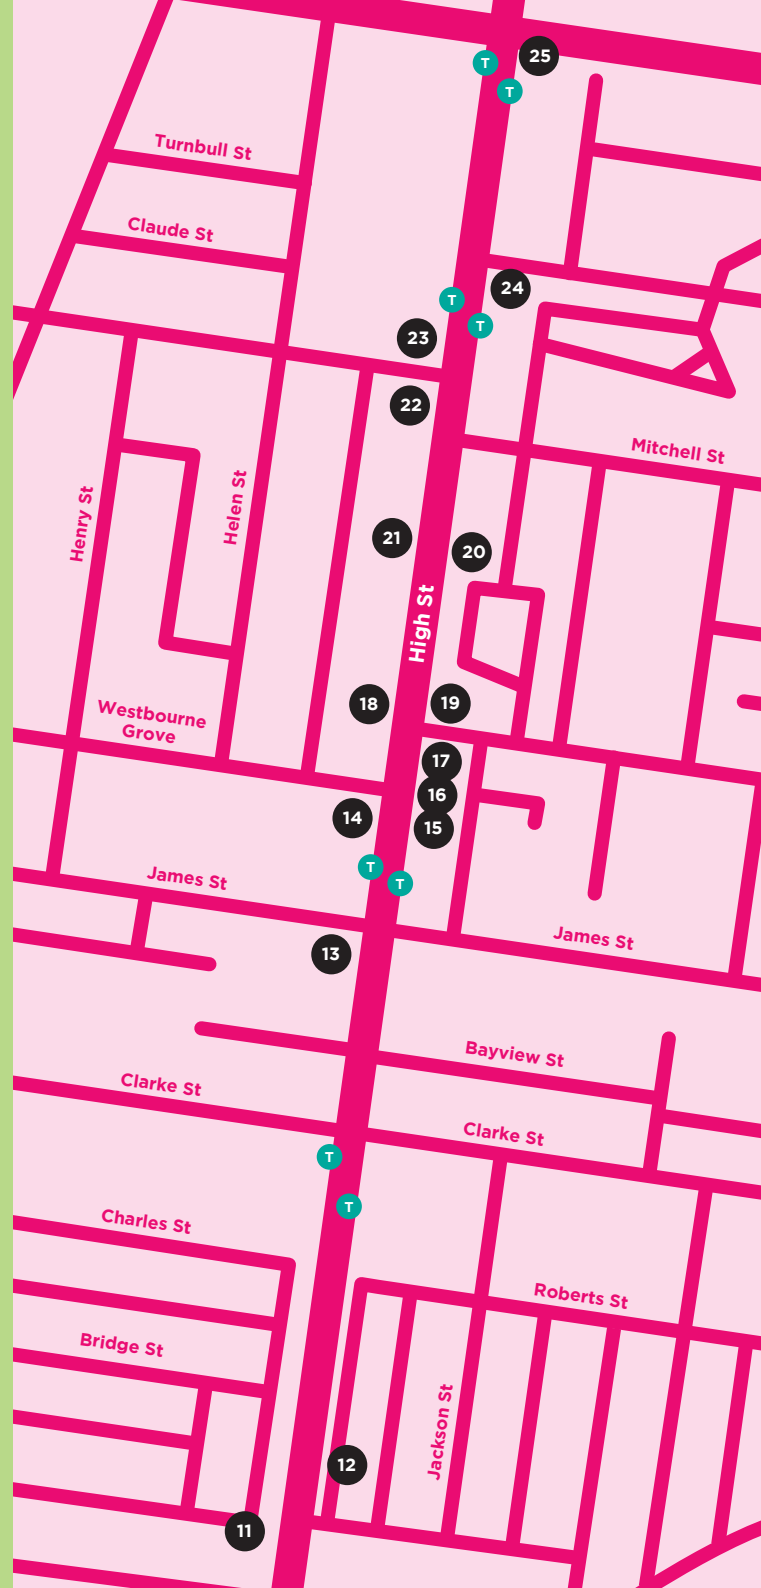 T
25
T
Turnbull St
Claude St
24
T
T
23
22
Mitchell St
Henry St
Helen St
21
20
High St
18
19
Westbourne
Grove
17
16
14
15
T
T
James St
James St
13
Bayview St
Clarke St
Clarke St
T
T
Charles St
Roberts St
Bridge St
Jackson St
12
11